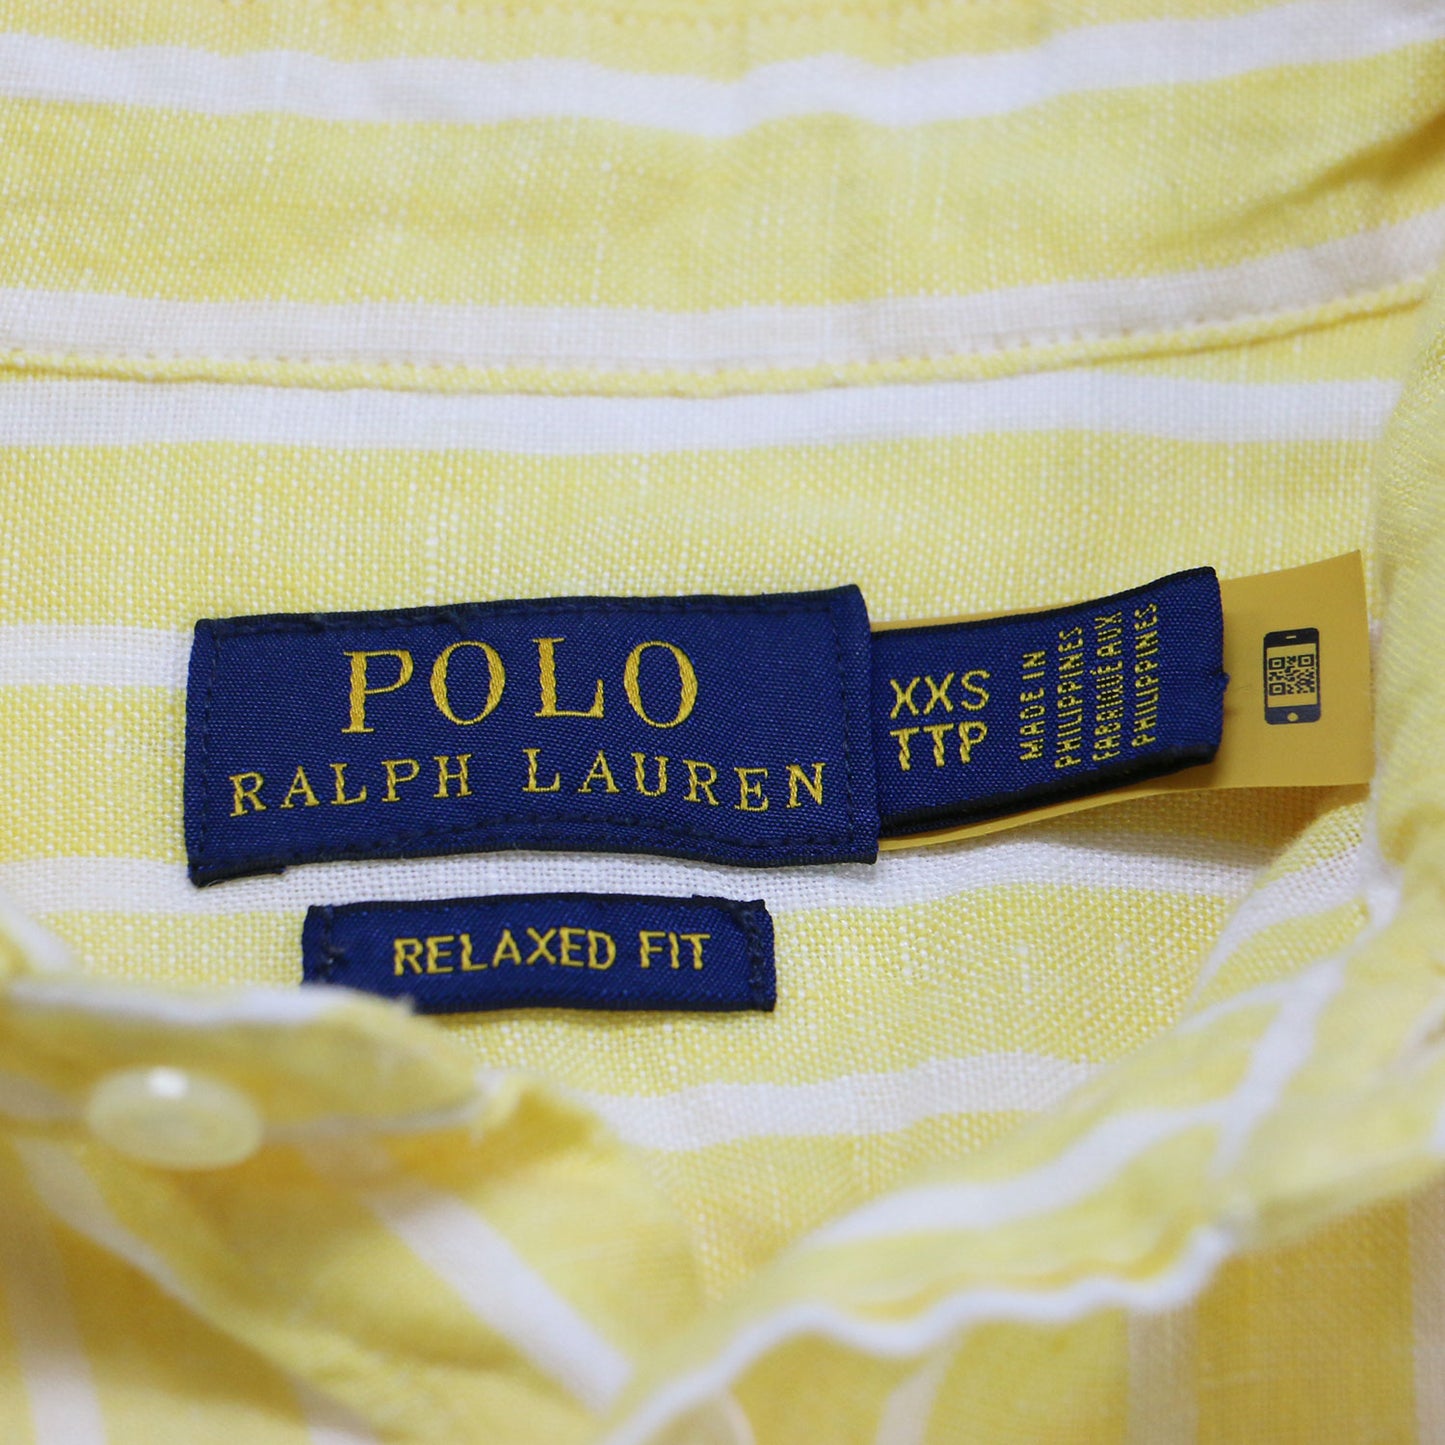 POLO
RALPH LAUREN
XXS
TTP
MADE IN
PHILIPPINES
FABRIQUÉ AUX
PHILIPPINES
RELAXED FIT